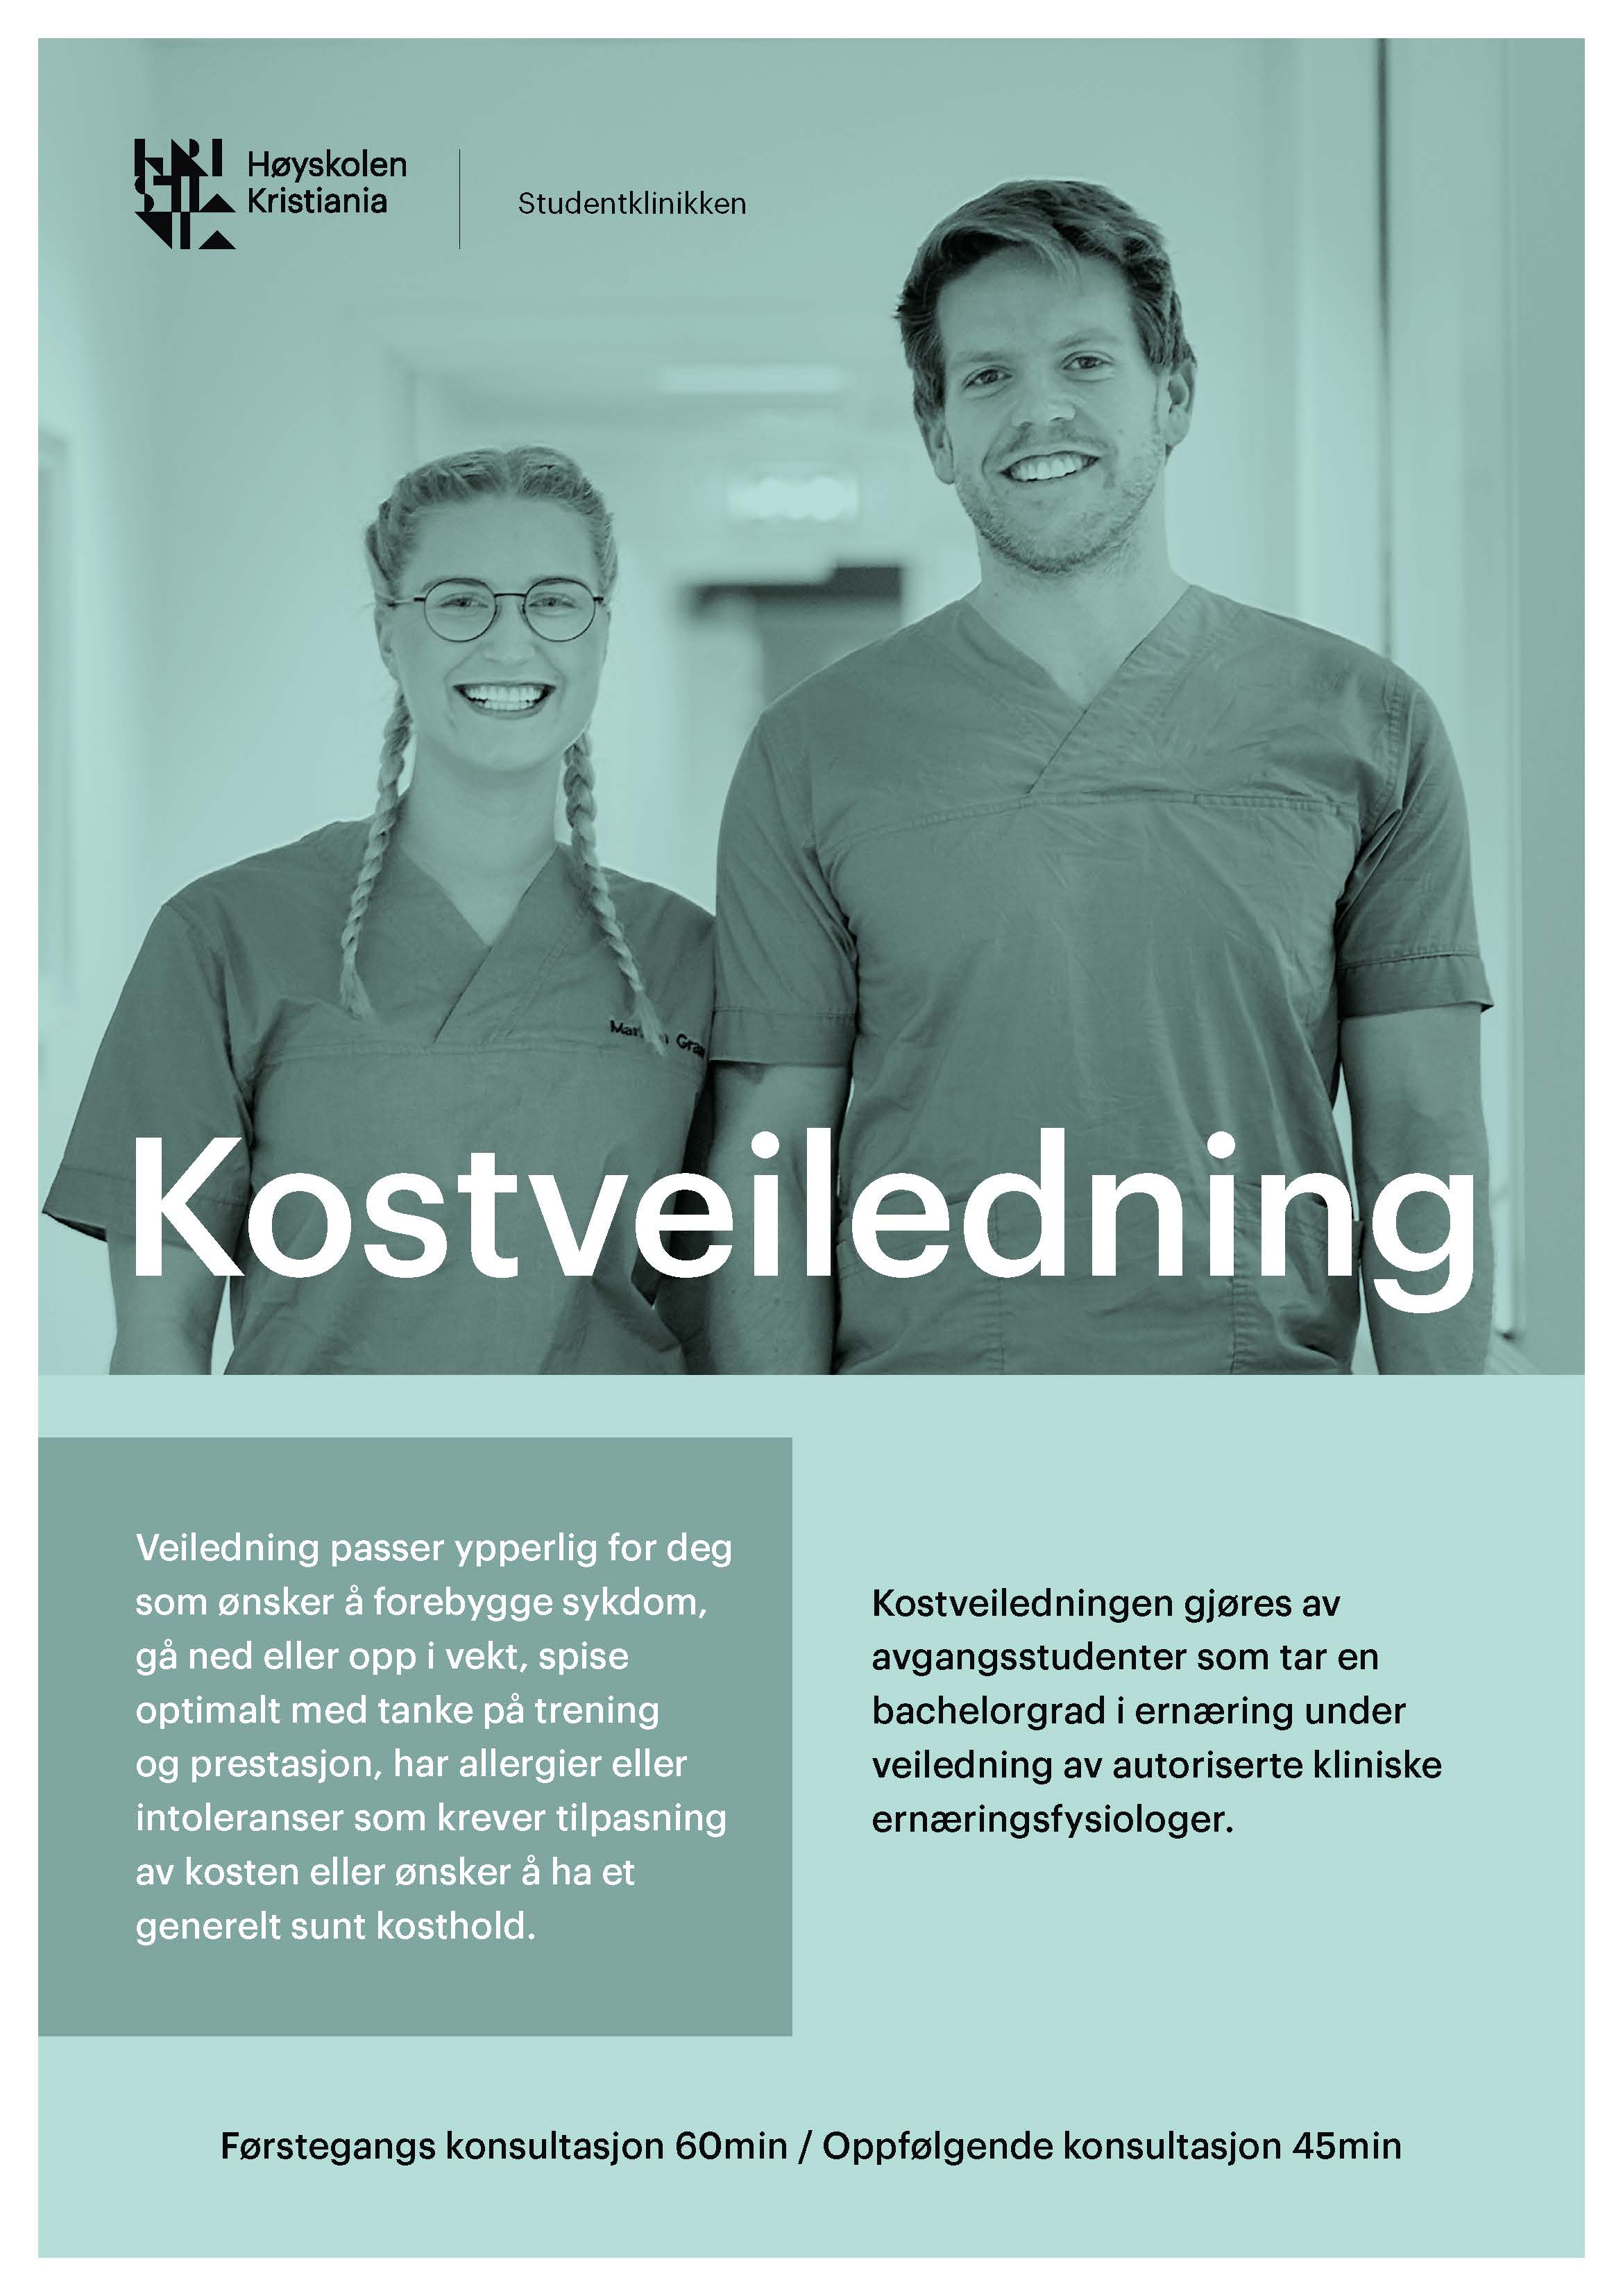 Høyskolen
Kristiania
Studentklinikken
Kostveiledning
Veiledning passer ypperlig for deg
som ønsker å forebygge sykdom,
gå ned eller opp i vekt, spise
optimalt med tanke på trening
og prestasjon, har allergier eller
intoleranser som krever tilpasning
av kosten eller ønsker å ha et
generelt sunt kosthold.
Kostveiledningen gjøres av
avgangsstudenter som tar en
bachelorgrad i ernæring under
veiledning av autoriserte kliniske
ernæringsfysiologer.
Førstegangs konsultasjon 60min / Oppfølgende konsultasjon 45min